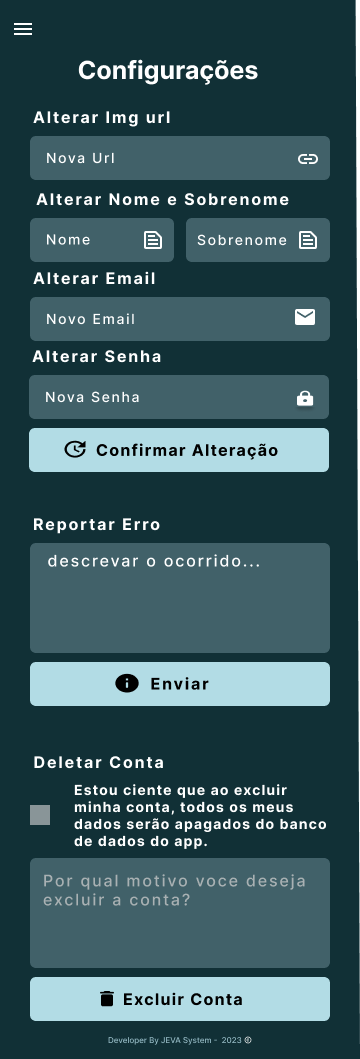 Configurações
Alterar Img url
Nova Url
Alterar Nome e Sobrenome
Nome
Sobrenome
Alterar Email
Novo Email
Alterar Senha
Nova Senha
Confirmar Alteração
Reportar Erro
descrevar o ocorrido...
Enviar
Deletar Conta
Estou ciente que ao excluir
minha conta, todos os meus
dados serão apagados do banco
de dados do app.
Por qual motivo voce deseja
excluir a conta?
Excluir Conta
Developer By JEVA System - 2023 ©